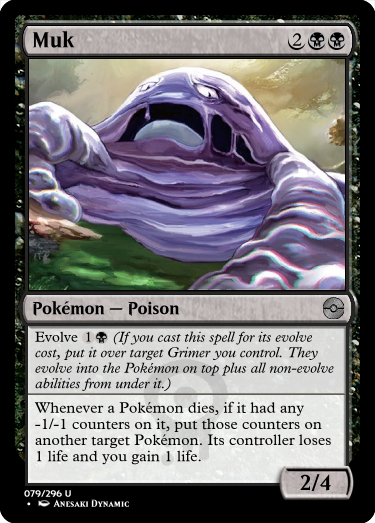 Muk 2
Pokémon — Poison
Evolve 1 (If you cast this spell for its evolve
cost, put it over target Grimer you control. They
evolve into the Pokémon on top plus all non-evolve
abilities from under it.)
Whenever a Pokémon dies, if it had any
-1/-1 counters on it, put those counters on
another target Pokémon. Its controller loses
1 life and you gain 1 life.
2/4
079/296 U
• Anesaki Dynamic